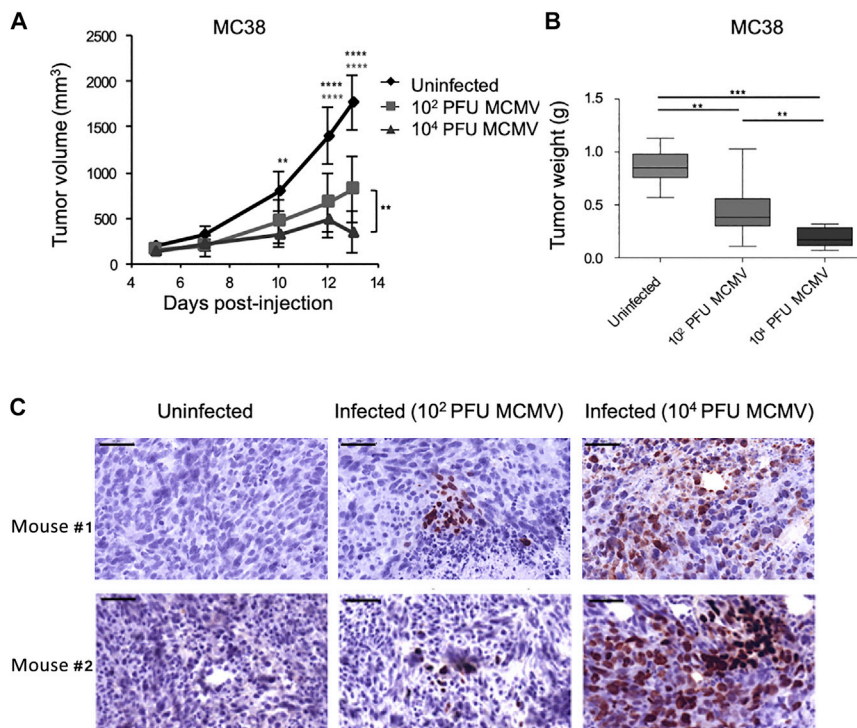 A
MC38
Tumor volume (mm³)
2500
2000
1500
1000
500
0
4
6
8
10
12
14
Days post-injection
**
****
****
****
****
**
Uninfected
10² PFU MCMV
10⁴ PFU MCMV
B
MC38
Tumor weight (g)
1.5
1.0
0.5
0.0
***
**
**
Uninfected
10² PFU MCMV
10⁴ PFU MCMV
C
Uninfected
Infected (10² PFU MCMV)
Infected (10⁴ PFU MCMV)
Mouse #1
Mouse #2